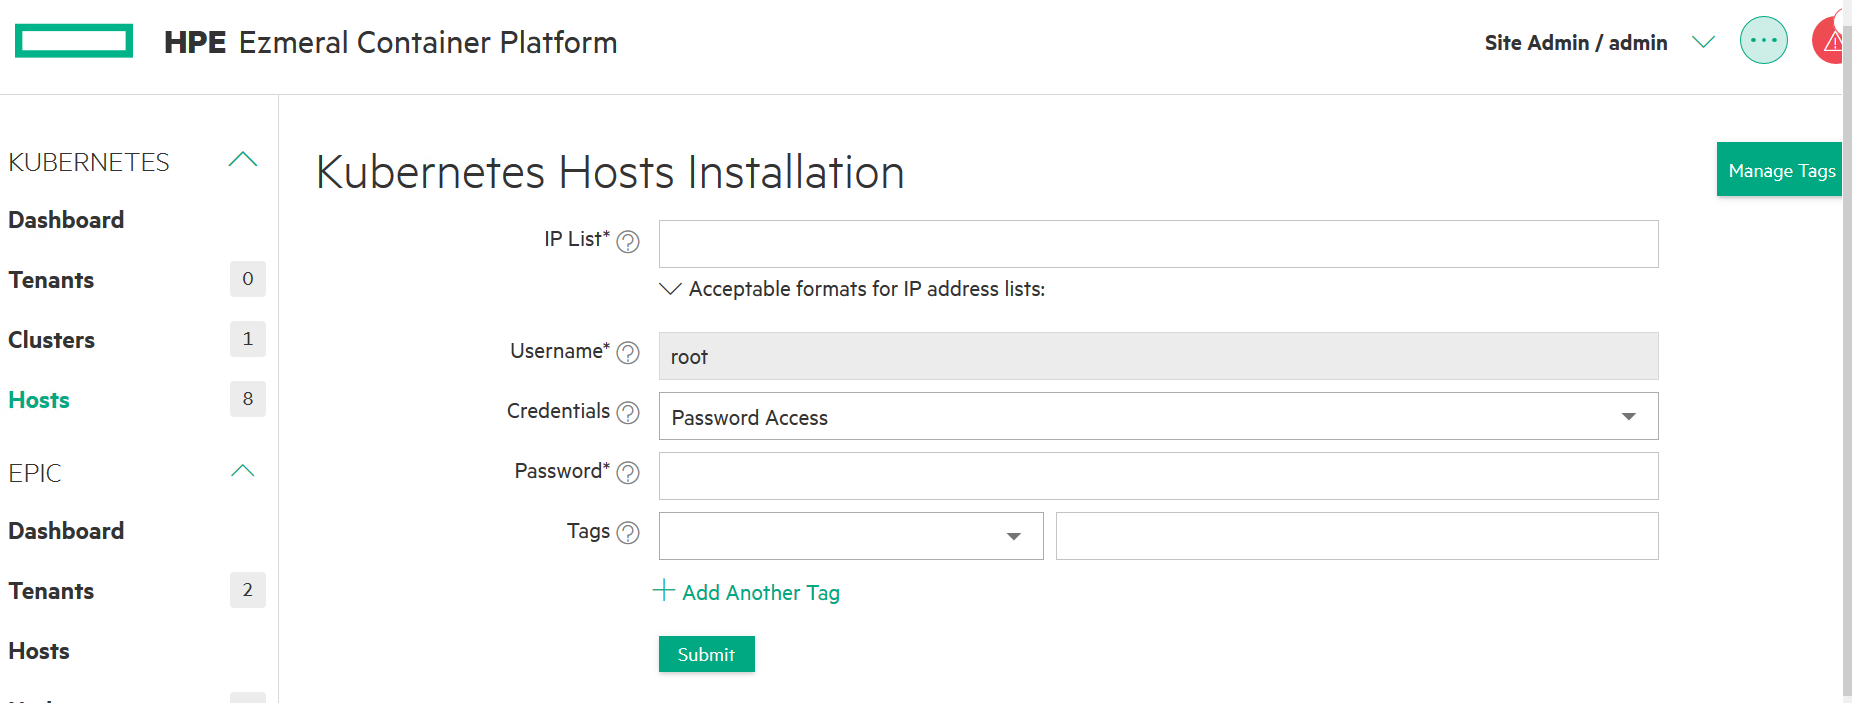 HPE Ezmeral Container Platform
Site Admin / admin
KUBERNETES
Dashboard
Tenants 0
Clusters 1
Hosts 8
EPIC
Dashboard
Tenants 2
Hosts
Kubernetes Hosts Installation
Manage Tags
IP List* ?
Acceptable formats for IP address lists:
Username* ? root
Credentials ? Password Access
Password* ?
Tags ?
Add Another Tag
Submit